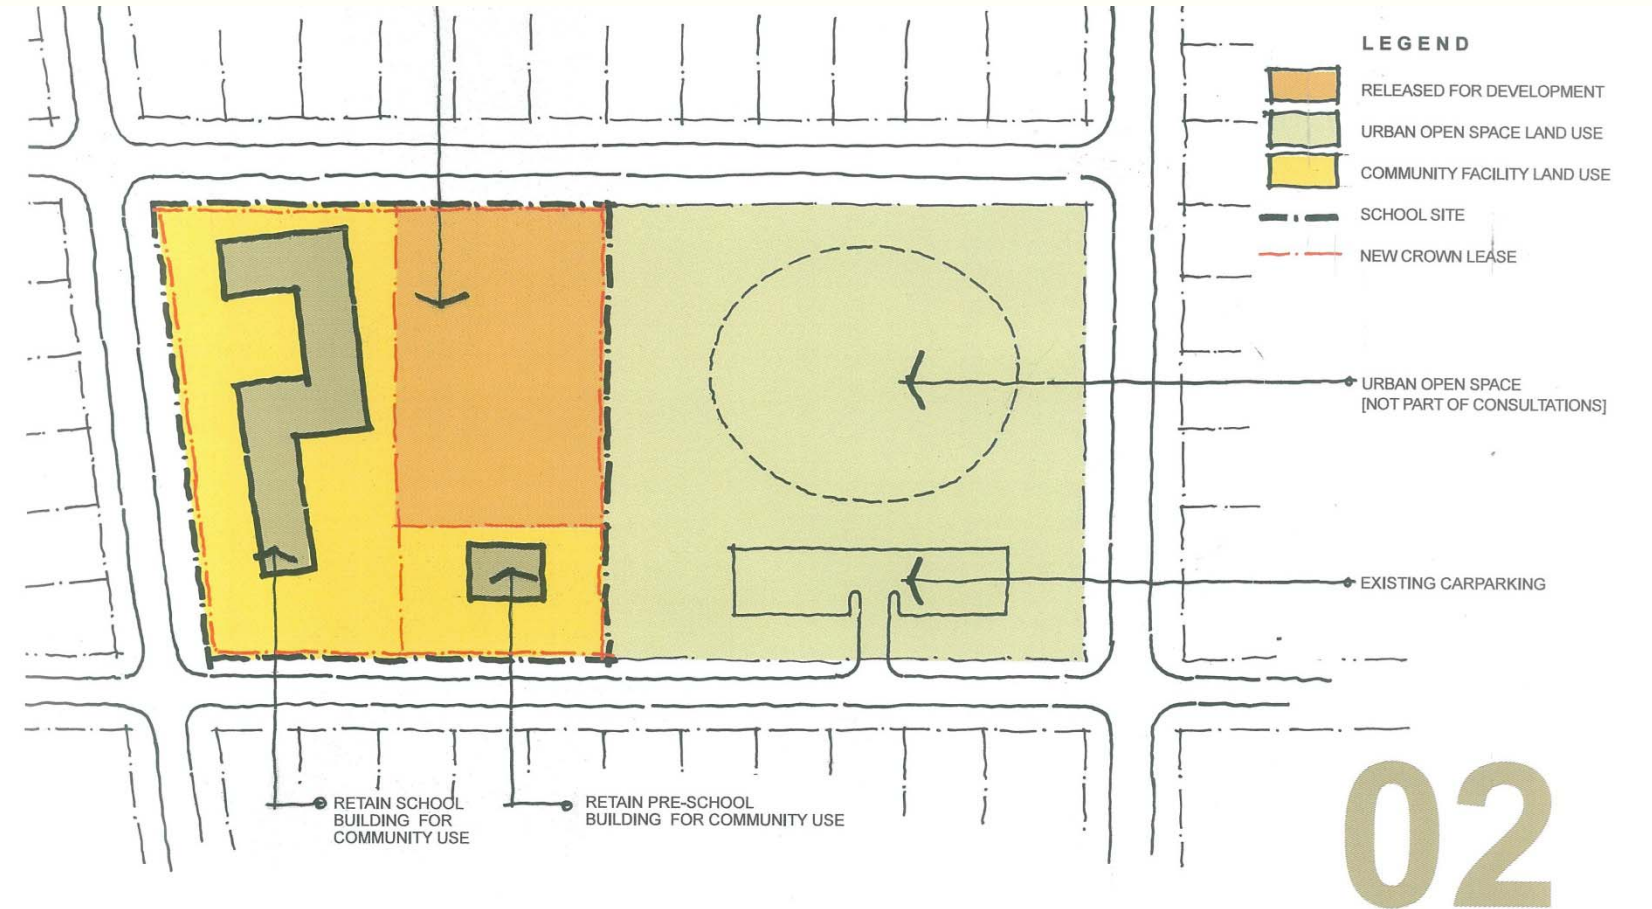 LEGEND
RELEASED FOR DEVELOPMENT
URBAN OPEN SPACE LAND USE
COMMUNITY FACILITY LAND USE
SCHOOL SITE
NEW CROWN LEASE
URBAN OPEN SPACE
[NOT PART OF CONSULTATIONS]
EXISTING CARPARKING
RETAIN SCHOOL
BUILDING FOR
COMMUNITY USE
RETAIN PRE-SCHOOL
BUILDING FOR COMMUNITY USE
02